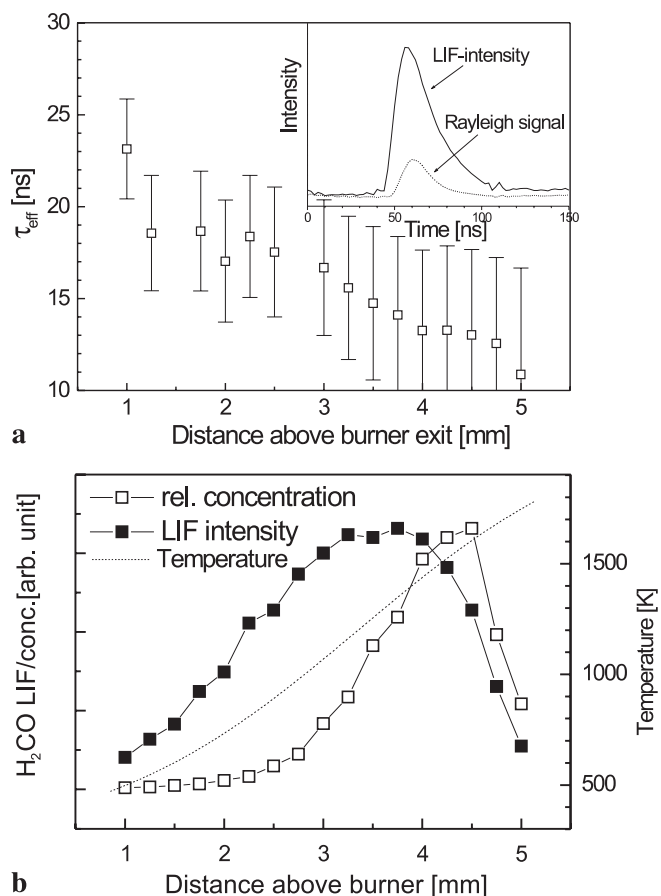 30
25
20
15
10
τeff [ns]
1
2
3
4
5
Distance above burner exit [mm]
a
Intensity
LIF-intensity
Rayleigh signal
0
50
100
150
Time [ns]
rel. concentration
LIF intensity
Temperature
H2CO LIF/conc.[arb. unit]
1500
1000
500
Temperature [K]
1
2
3
4
5
Distance above burner [mm]
b